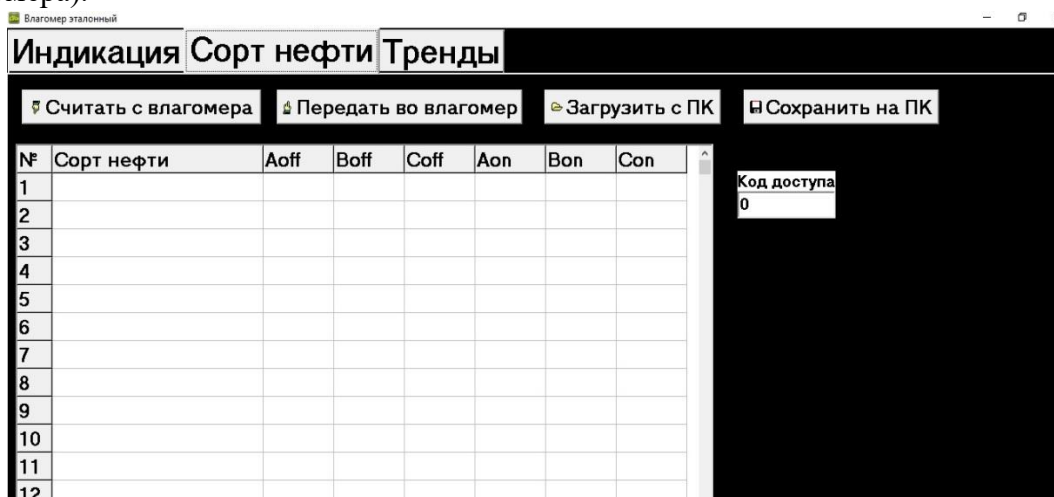 мера).
Влагомер эталонный
Индикация Сорт нефти Тренды
Считать с влагомера Передать во влагомер Загрузить с ПК Сохранить на ПК
№ Сорт нефти Aoff Boff Coff Aon Bon Con
Код доступа
1
0
2
3
4
5
6
7
8
9
10
11
12